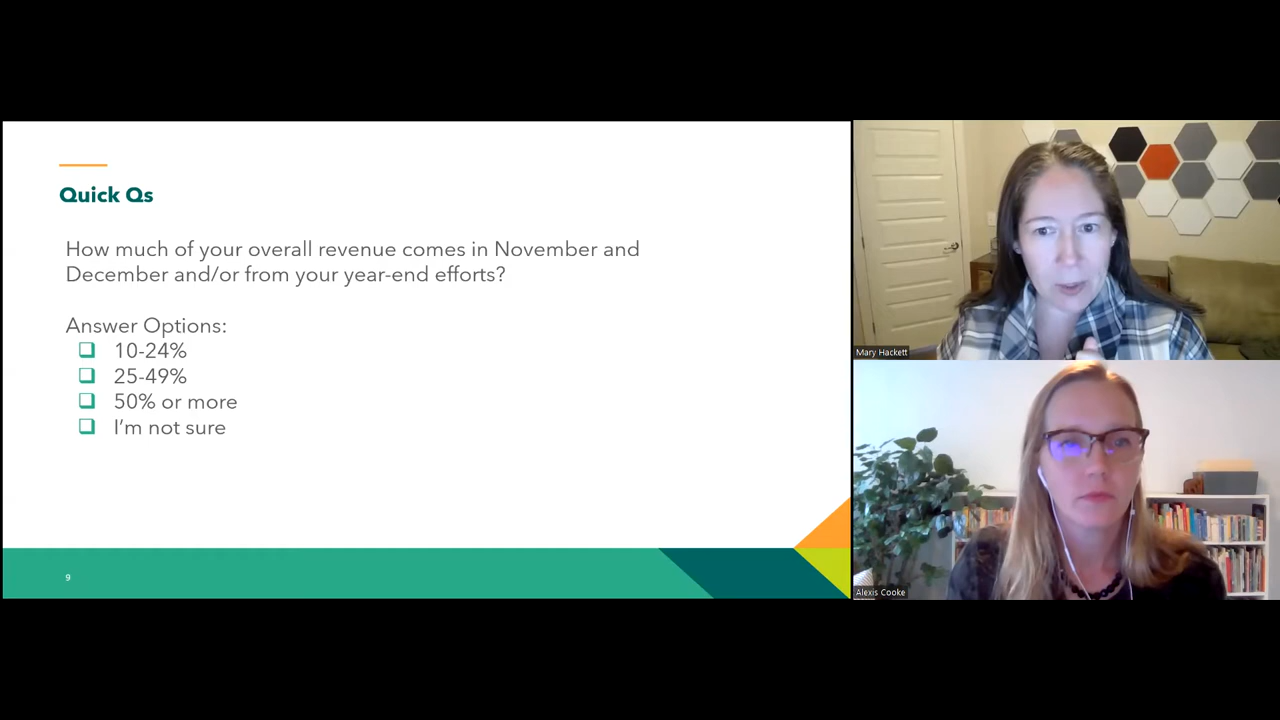 Quick Qs
How much of your overall revenue comes in November and
December and/or from your year-end efforts?
Answer Options:
❑ 10-24%
❑ 25-49%
❑ 50% or more
❑ I’m not sure
9
Mary Hackett
Alexis Cooke